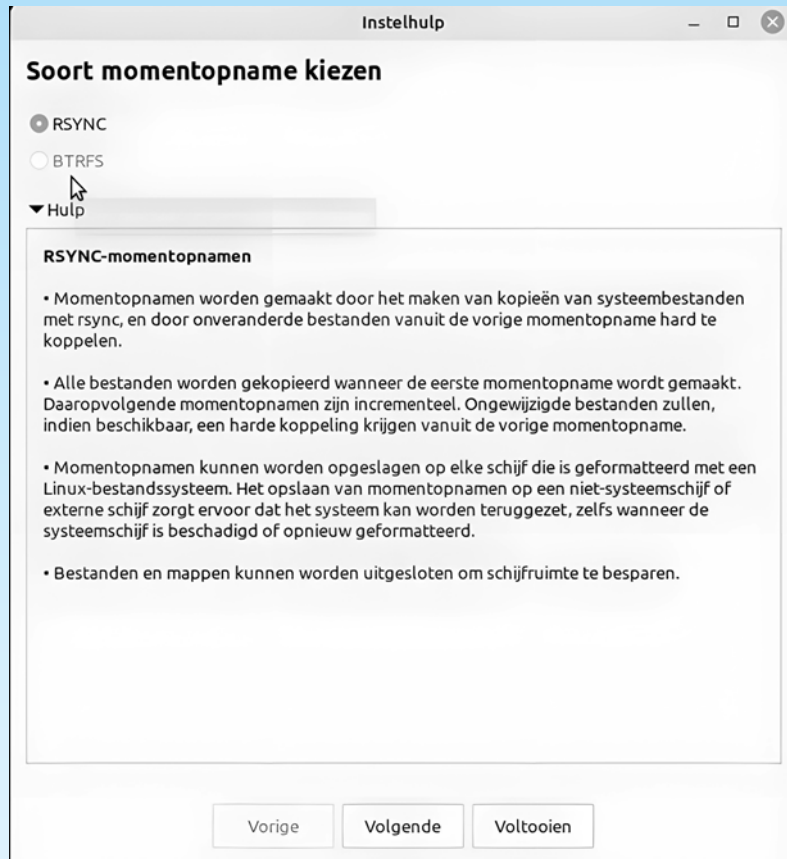 Instelhulp
Soort momentopname kiezen
RSYNC
BTRFS
Hulp
RSYNC-momentopnamen
• Momentopnamen worden gemaakt door het maken van kopieën van systeembestanden
met rsync, en door onveranderde bestanden vanuit de vorige momentopname hard te
koppelen.
• Alle bestanden worden gekopieerd wanneer de eerste momentopname wordt gemaakt.
Daaropvolgende momentopnamen zijn incrementeel. Ongewijzigde bestanden zullen,
indien beschikbaar, een harde koppeling krijgen vanuit de vorige momentopname.
• Momentopnamen kunnen worden opgeslagen op elke schijf die is geformatteerd met een
Linux-bestandssysteem. Het opslaan van momentopnamen op een niet-systeemschijf of
externe schijf zorgt ervoor dat het systeem kan worden teruggezet, zelfs wanneer de
systeemschijf is beschadigd of opnieuw geformatteerd.
• Bestanden en mappen kunnen worden uitgesloten om schijfruimte te besparen.
Vorige Volgende Voltooien